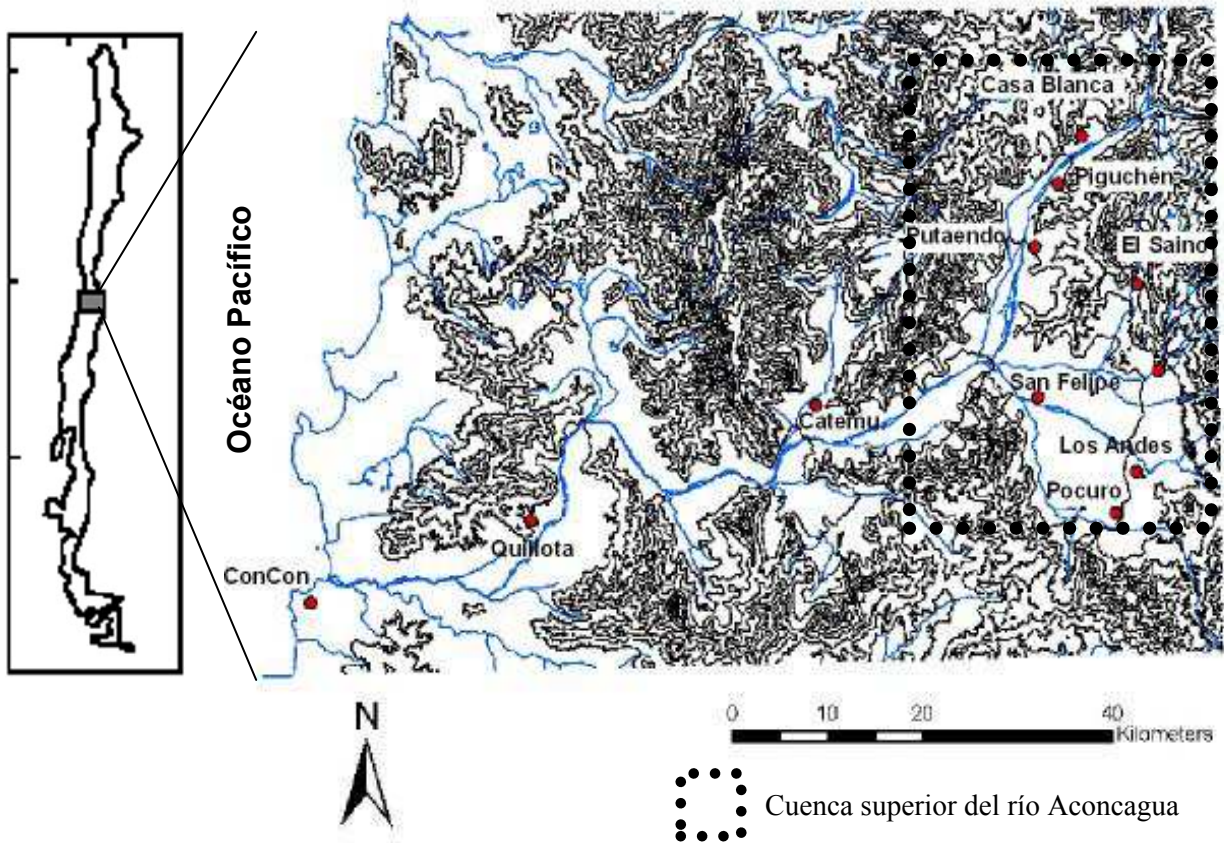 Casa Blanca
Piguchén
Putaendo
El Saino
Océano Pacífico
San Felipe
Catemu
Los Andes
Pocuro
Quillota
ConCon
N
0 10 20 40
Kilometers
Cuenca superior del río Aconcagua